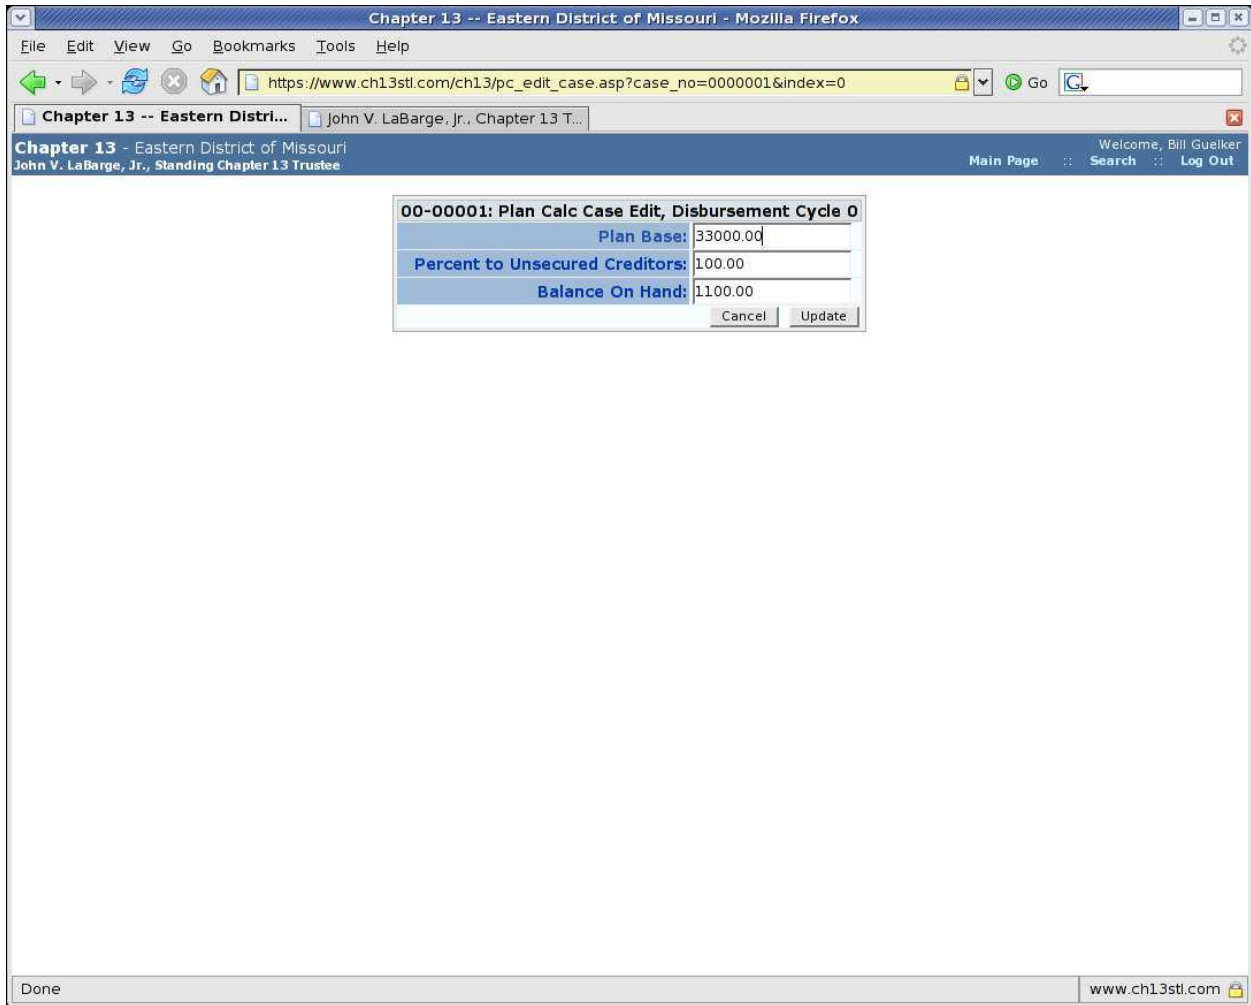 Chapter 13 -- Eastern District of Missouri - Mozilla Firefox
File Edit View Go Bookmarks Tools Help
https://www.ch13stl.com/ch13/pc_edit_case.asp?case_no=0000001&index=0 Go G
Chapter 13 -- Eastern Distri... John V. LaBarge, Jr., Chapter 13 T...
Chapter 13 - Eastern District of Missouri Welcome, Bill Guelker
John V. LaBarge, Jr., Standing Chapter 13 Trustee Main Page :: Search :: Log Out
00-00001: Plan Calc Case Edit, Disbursement Cycle 0
Plan Base: 33000.00
Percent to Unsecured Creditors: 100.00
Balance On Hand: 1100.00
Cancel Update
Done www.ch13stl.com